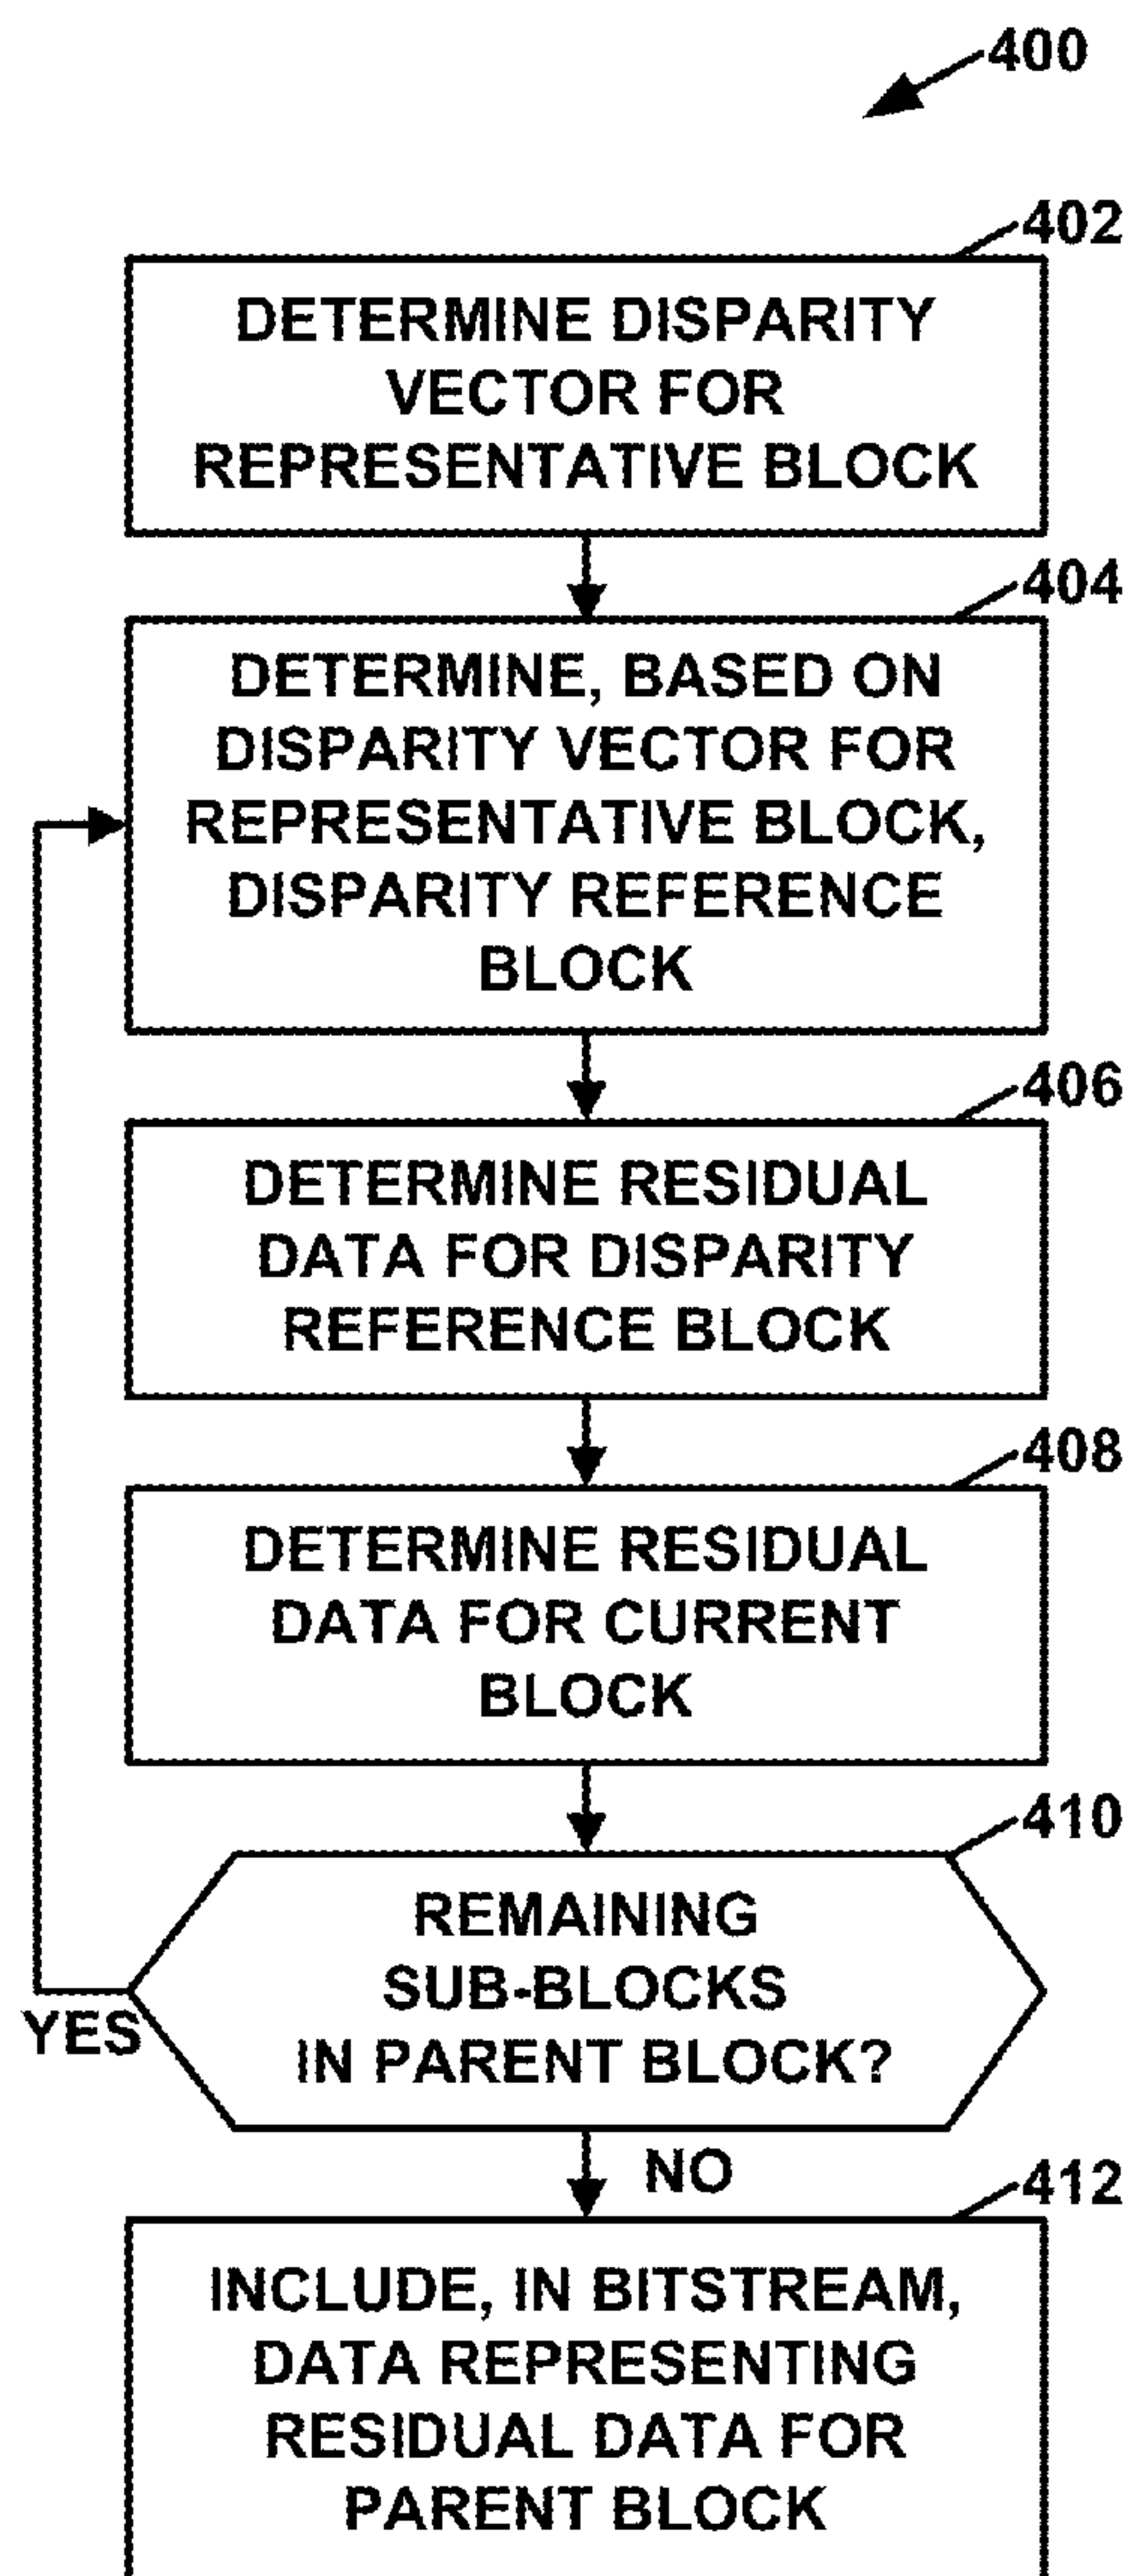 400
402
DETERMINE DISPARITY
VECTOR FOR
REPRESENTATIVE BLOCK
404
DETERMINE, BASED ON
DISPARITY VECTOR FOR
REPRESENTATIVE BLOCK,
DISPARITY REFERENCE
BLOCK
406
DETERMINE RESIDUAL
DATA FOR DISPARITY
REFERENCE BLOCK
408
DETERMINE RESIDUAL
DATA FOR CURRENT
BLOCK
410
REMAINING
SUB-BLOCKS
IN PARENT BLOCK?
YES
NO
412
INCLUDE, IN BITSTREAM,
DATA REPRESENTING
RESIDUAL DATA FOR
PARENT BLOCK